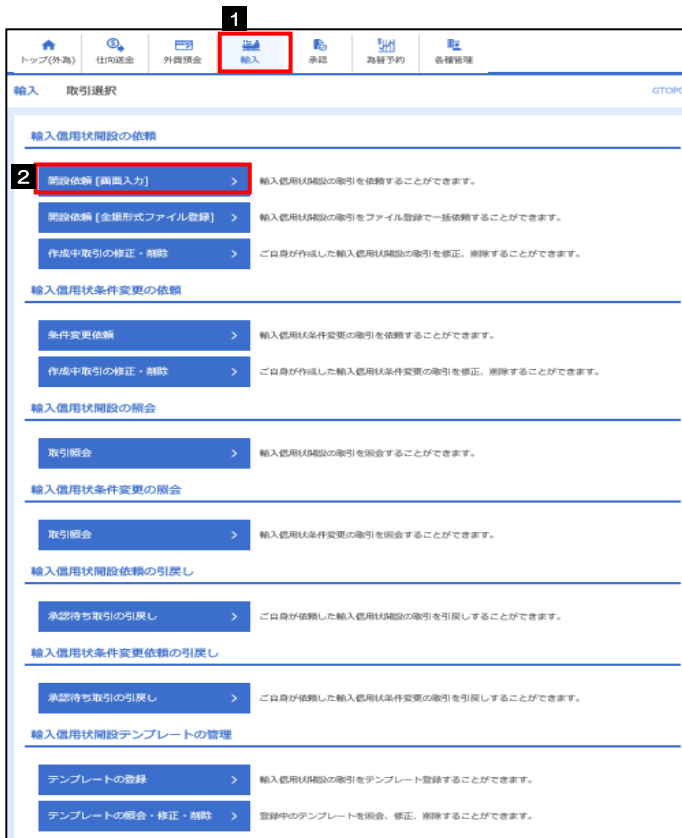 1
トップ(外為) 仕向送金 外貨預金 輸入 承認 為替予約 各種管理
輸入 取引選択 GTOPC
輸入信用状開設の依頼
2 開設依頼 [画面入力] > 輸入信用状開設の取引を依頼することができます。
開設依頼 [全銀形式ファイル登録] > 輸入信用状開設の取引をファイル登録で一括依頼することができます。
作成中取引の修正・削除 > ご自身が作成した輸入信用状開設の取引を修正、削除することができます。
輸入信用状条件変更の依頼
条件変更依頼 > 輸入信用状条件変更の取引を依頼することができます。
作成中取引の修正・削除 > ご自身が作成した輸入信用状条件変更の取引を修正、削除することができます。
輸入信用状開設の照会
取引照会 > 輸入信用状開設の取引を照会することができます。
輸入信用状条件変更の照会
取引照会 > 輸入信用状条件変更の取引を照会することができます。
輸入信用状開設依頼の引戻し
承認待ち取引の引戻し > ご自身が依頼した輸入信用状開設の取引を引戻しすることができます。
輸入信用状条件変更依頼の引戻し
承認待ち取引の引戻し > ご自身が依頼した輸入信用状条件変更の取引を引戻しすることができます。
輸入信用状開設テンプレートの管理
テンプレートの登録 > 輸入信用状開設の取引をテンプレート登録することができます。
テンプレートの照会・修正・削除 > 登録中のテンプレートを照会、修正、削除することができます。